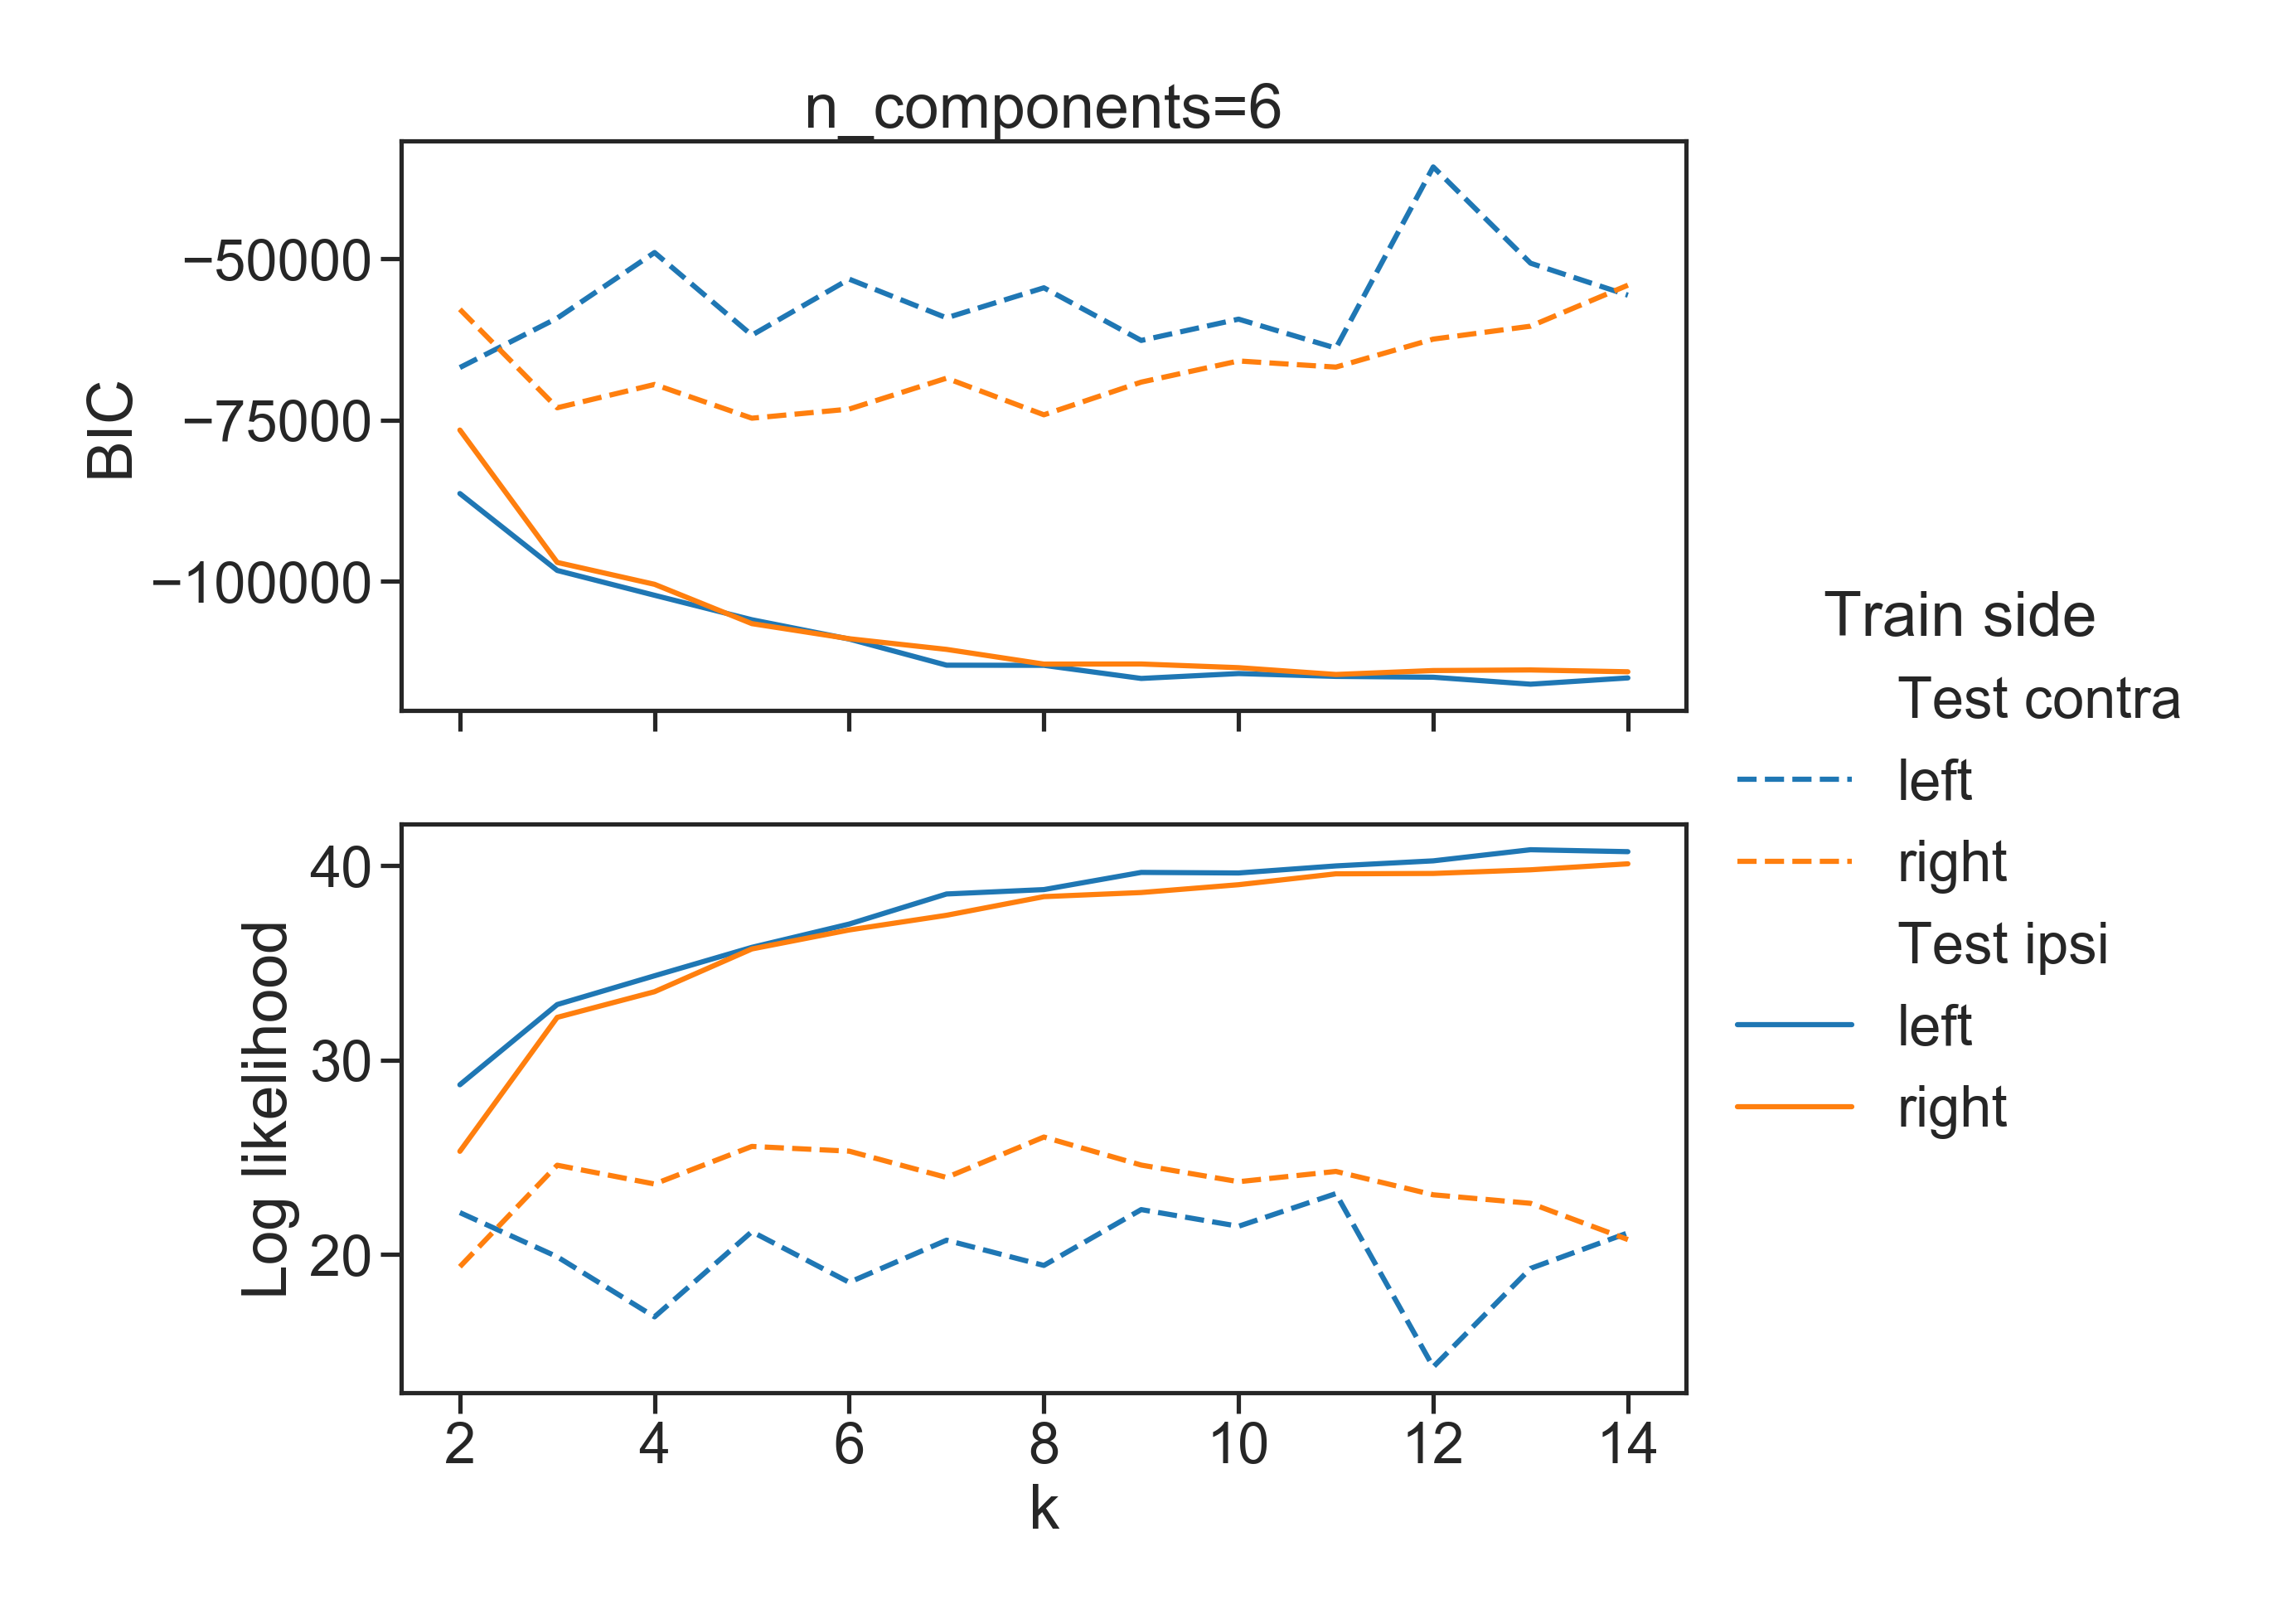 n_components=6
BIC
−50000
−75000
−100000
Log likelihood
40
30
20
2 4 6 8 10 12 14
k
Train side
Test contra
left
right
Test ipsi
left
right